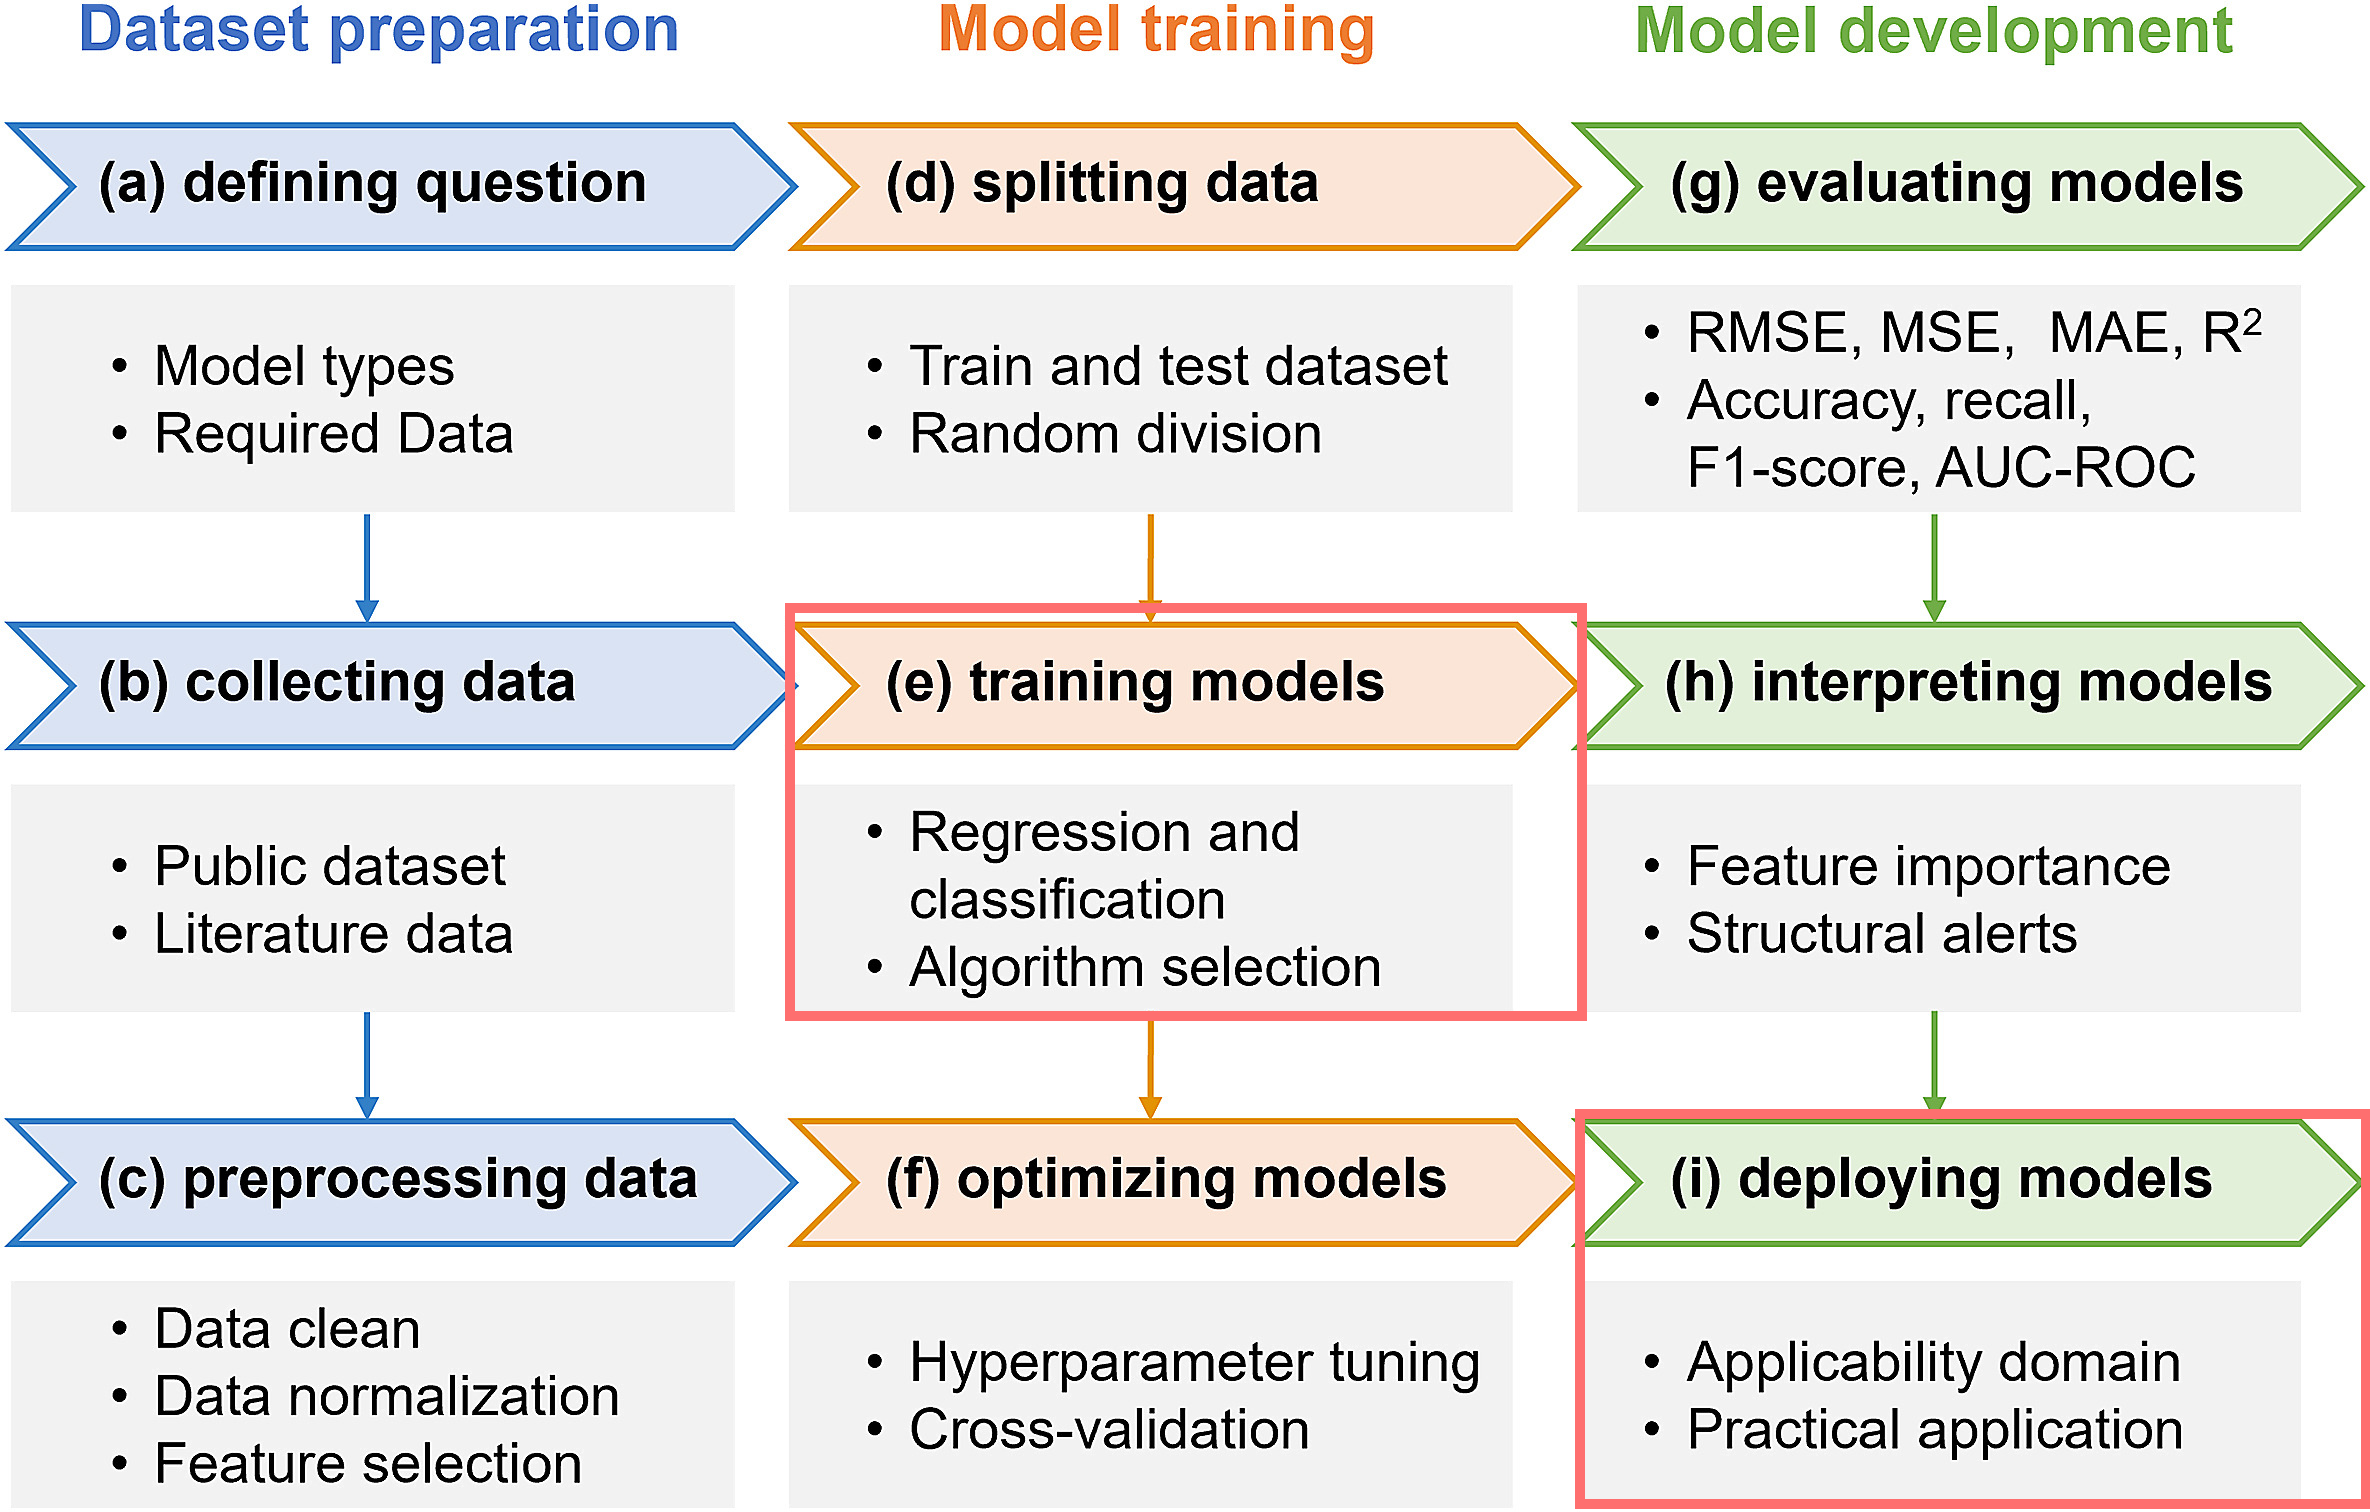 Dataset preparation
(a) defining question
• Model types
• Required Data
(b) collecting data
• Public dataset
• Literature data
(c) preprocessing data
• Data clean
• Data normalization
• Feature selection
Model training
(d) splitting data
• Train and test dataset
• Random division
(e) training models
• Regression and
classification
• Algorithm selection
(f) optimizing models
• Hyperparameter tuning
• Cross-validation
Model development
(g) evaluating models
• RMSE, MSE, MAE, R²
• Accuracy, recall,
F1-score, AUC-ROC
(h) interpreting models
• Feature importance
• Structural alerts
(i) deploying models
• Applicability domain
• Practical application